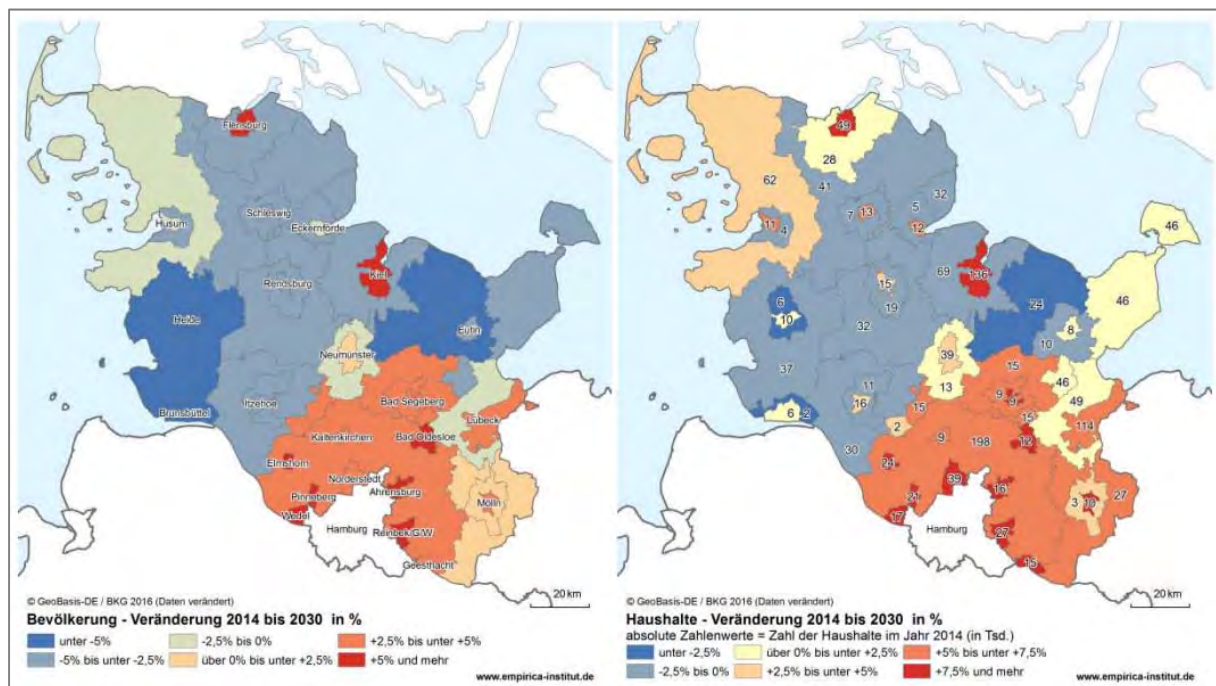 Flensburg
Husum
Schleswig
Eckernförde
Kiel
Rendsburg
Heide
Eutin
Neumünster
Brunsbüttel
Itzehoe
Bad Segeberg
Lübeck
Kaltenkirchen
Bad Oldesloe
Elmshorn
Norderstedt
Ahrensburg
Pinneberg
Mölln
Wedel
Hamburg
Reinbek/G/W
Geesthacht
© GeoBasis-DE / BKG 2016 (Daten verändert)
20 km
Bevölkerung - Veränderung 2014 bis 2030 in %
unter -5%
-2,5% bis 0%
+2,5% bis unter +5%
-5% bis unter -2,5%
über 0% bis unter +2,5%
+5% und mehr
www.empirica-institut.de
49
28
62
41
32
5
7
13
11
4
12
46
69
136
15
19
6
10
24
46
32
8
10
39
37
13
15
11
16
46
49
9
9
6
2
15
2
15
114
9
198
12
30
24
39
16
21
3
27
17
Hamburg
27
15
© GeoBasis-DE / BKG 2016 (Daten verändert)
20 km
Haushalte - Veränderung 2014 bis 2030 in %
absolute Zahlenwerte = Zahl der Haushalte im Jahr 2014 (in Tsd.)
unter -2,5%
über 0% bis unter +2,5%
+5% bis unter +7,5%
-2,5% bis 0%
+2,5% bis unter +5%
+7,5% und mehr
www.empirica-institut.de